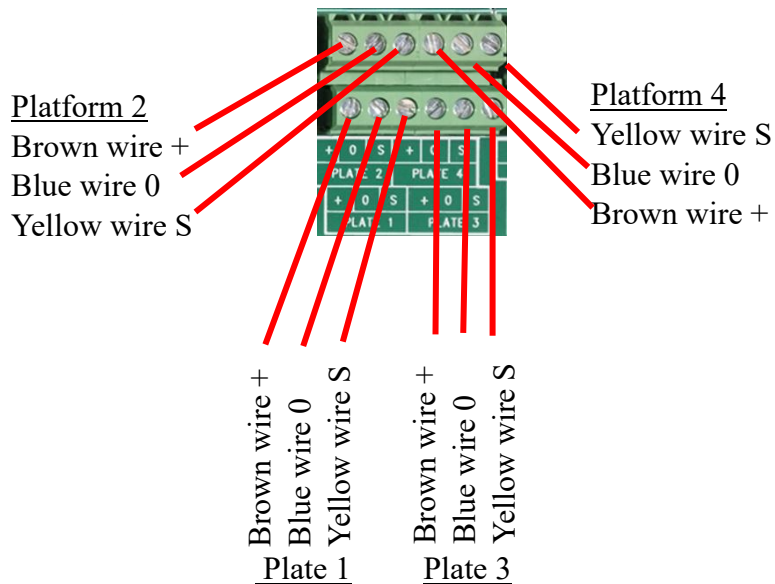 Platform 2
Brown wire +
Blue wire 0
Yellow wire S
Platform 4
Yellow wire S
Blue wire 0
Brown wire +
+ 0 S + 0 S
PLATE 2 PLATE 4
+ 0 S + 0 S
PLATE 1 PLATE 3
Brown wire +
Blue wire 0
Yellow wire S
Plate 1
Brown wire +
Blue wire 0
Yellow wire S
Plate 3